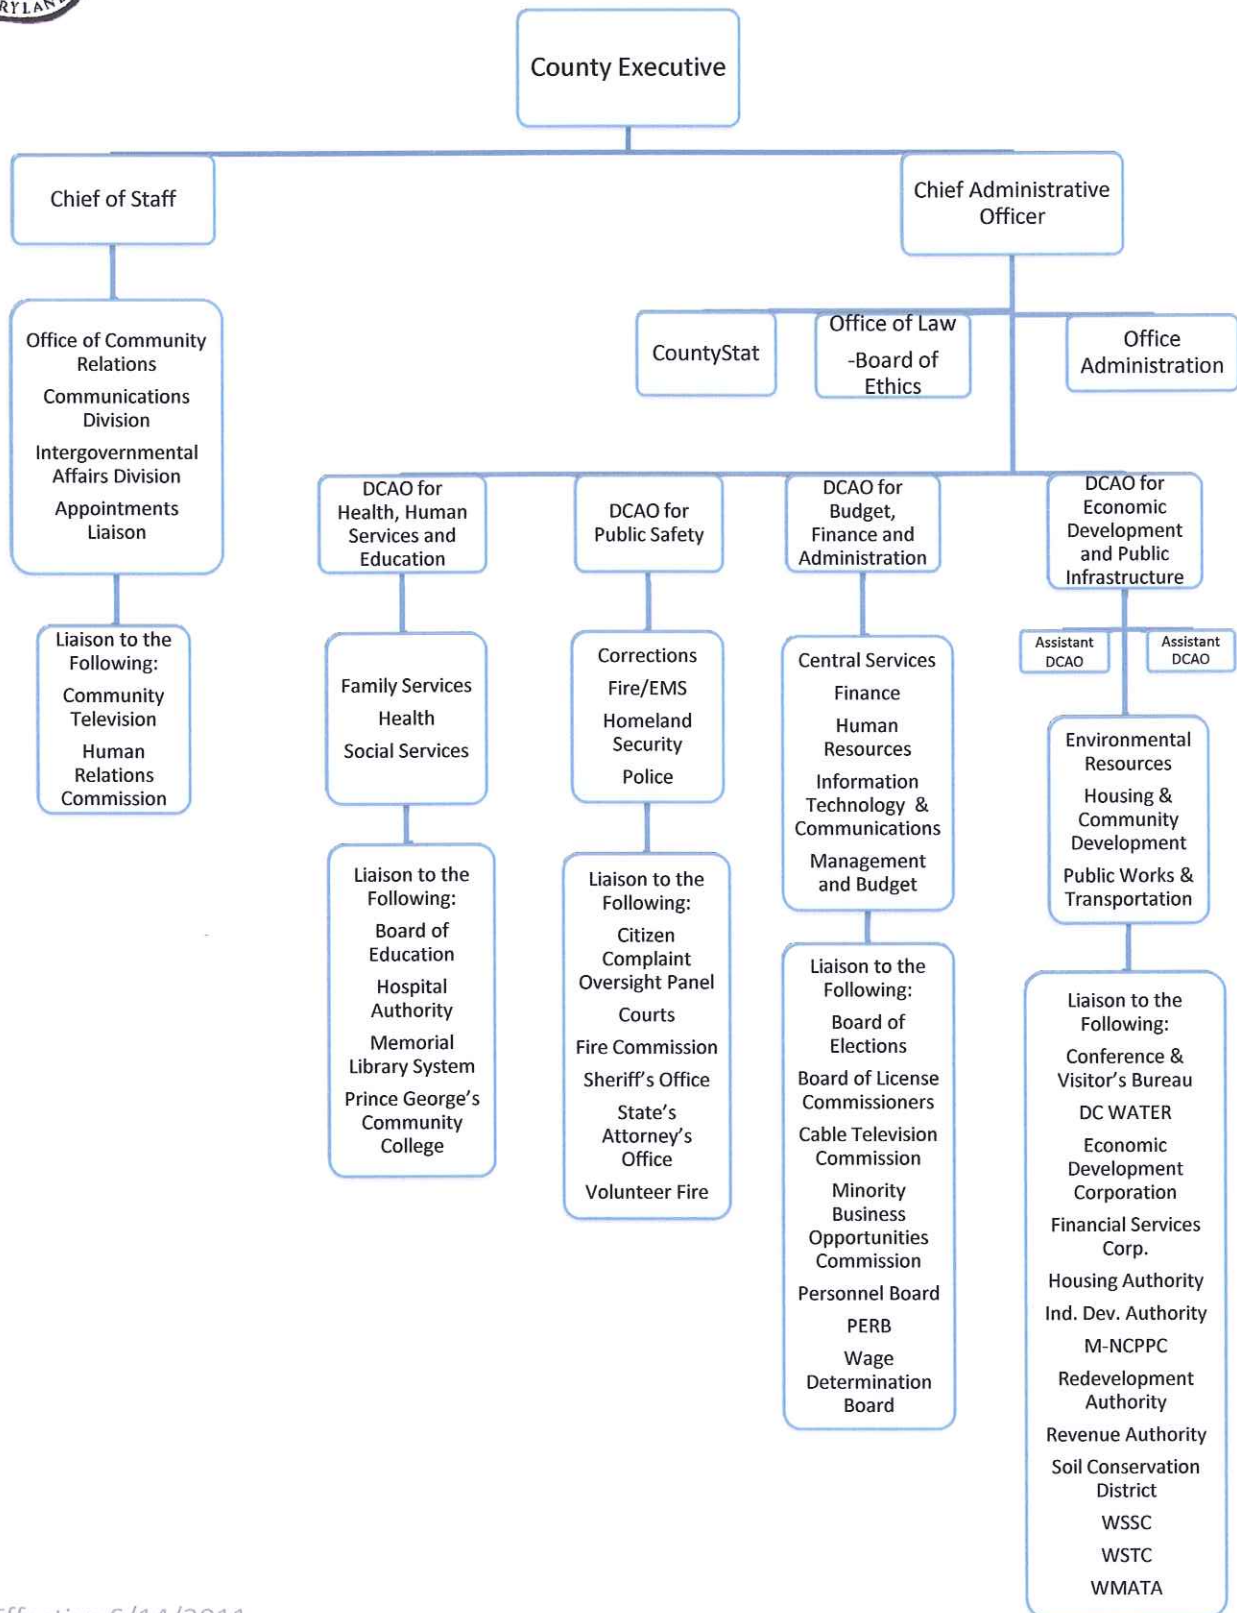 RYLAN
County Executive
Chief of Staff
Chief Administrative
Officer
Office of Community
Relations
Communications
Division
Intergovernmental
Affairs Division
Appointments
Liaison
Liaison to the
Following:
Community
Television
Human
Relations
Commission
CountyStat
Office of Law
-Board of
Ethics
Office
Administration
DCAO for
Health, Human
Services and
Education
Family Services
Health
Social Services
Liaison to the
Following:
Board of
Education
Hospital
Authority
Memorial
Library System
Prince George’s
Community
College
DCAO for
Public Safety
Corrections
Fire/EMS
Homeland
Security
Police
Liaison to the
Following:
Citizen
Complaint
Oversight Panel
Courts
Fire Commission
Sheriff’s Office
State’s
Attorney’s
Office
Volunteer Fire
DCAO for
Budget,
Finance and
Administration
Central Services
Finance
Human
Resources
Information
Technology &
Communications
Management
and Budget
Liaison to the
Following:
Board of
Elections
Board of License
Commissioners
Cable Television
Commission
Minority
Business
Opportunities
Commission
Personnel Board
PERB
Wage
Determination
Board
DCAO for
Economic
Development
and Public
Infrastructure
Assistant
DCAO
Assistant
DCAO
Environmental
Resources
Housing &
Community
Development
Public Works &
Transportation
Liaison to the
Following:
Conference &
Visitor’s Bureau
DC WATER
Economic
Development
Corporation
Financial Services
Corp.
Housing Authority
Ind. Dev. Authority
M-NCPPC
Redevelopment
Authority
Revenue Authority
Soil Conservation
District
WSSC
WSTC
WMATA